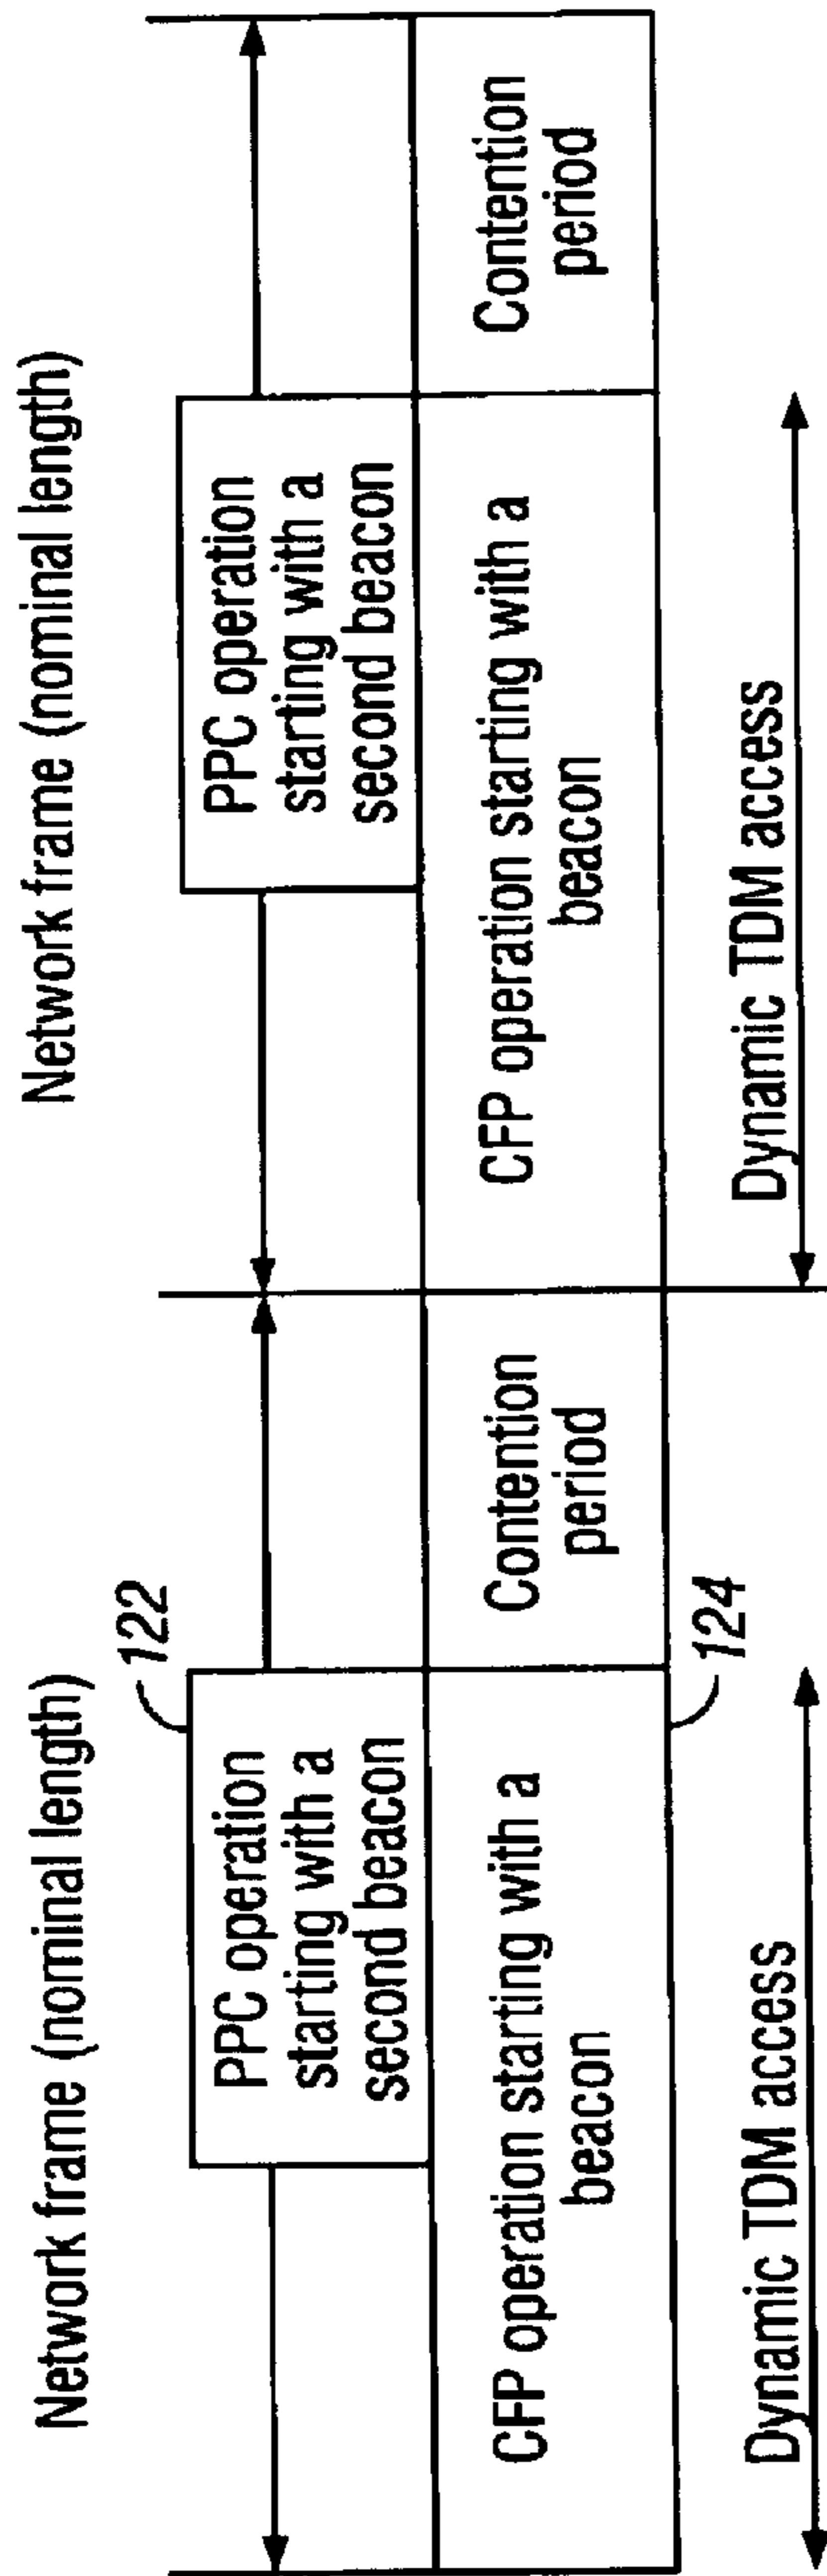 Network frame (nominal length)
Network frame (nominal length)
122
PPC operation
starting with a
second beacon
PPC operation
starting with a
second beacon
CFP operation starting with a
beacon
Contention
period
CFP operation starting with a
beacon
Contention
period
124
Dynamic TDM access
Dynamic TDM access